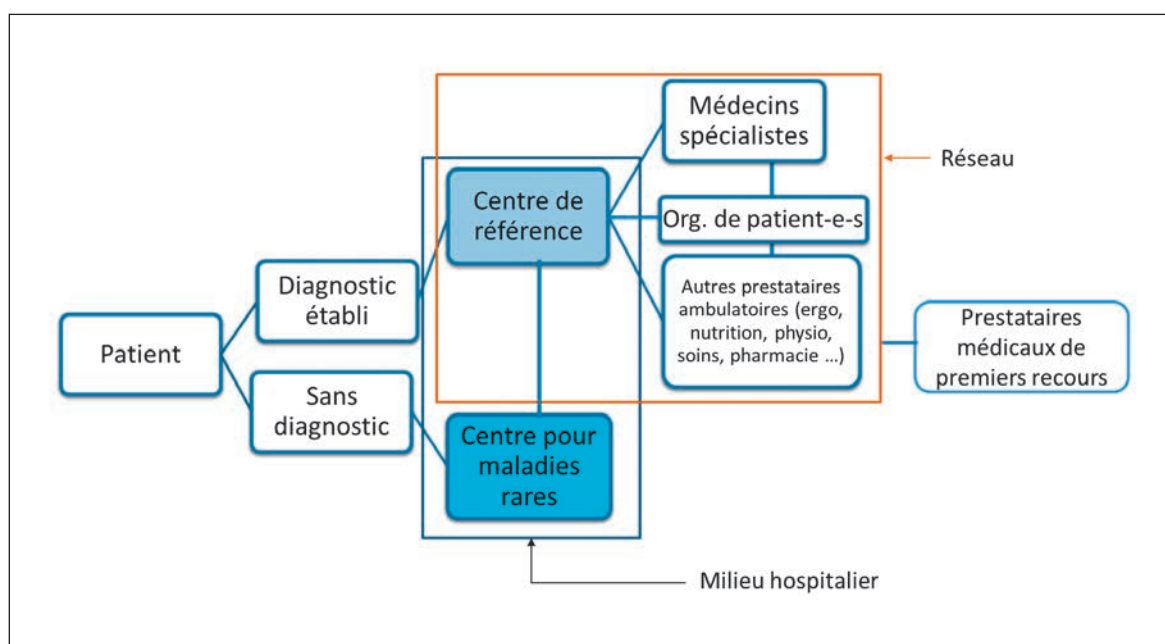 Médecins
spécialistes
Réseau
Centre de
référence
Org. de patient-e-s
Diagnostic
établi
Autres prestataires
ambulatoires (ergo,
nutrition, physio,
soins, pharmacie ...)
Patient
Prestataires
médicaux de
premiers recours
Sans
diagnostic
Centre pour
maladies
rares
Milieu hospitalier